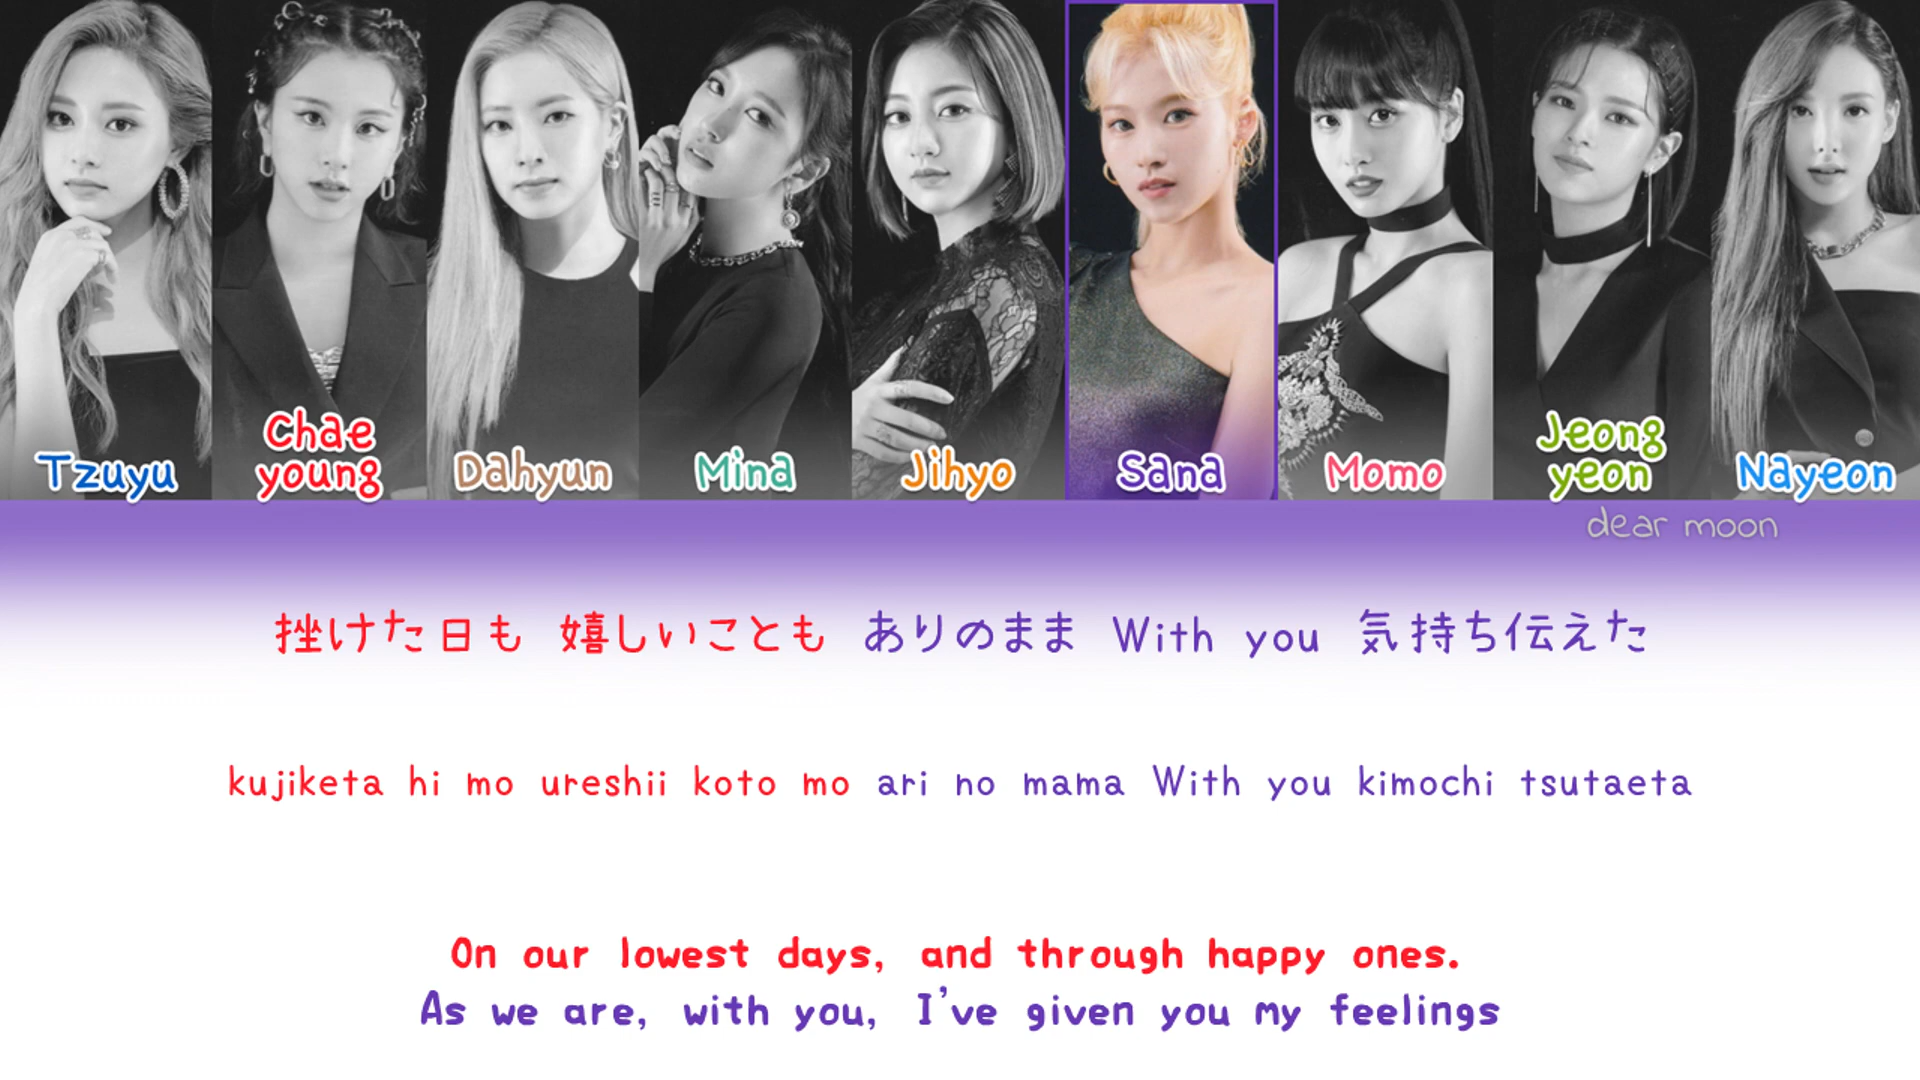 Tzuyu
Chae
young
Dahyun
Mina
Jihyo
Sana
Momo
Jeong
yeon
Nayeon
dear moon
挫けた日も 嬉しいことも ありのまま With you 気持ち伝えた
kujiketa hi mo ureshii koto mo ari no mama With you kimochi tsutaeta
On our lowest days, and through happy ones.
As we are, with you, I've given you my feelings